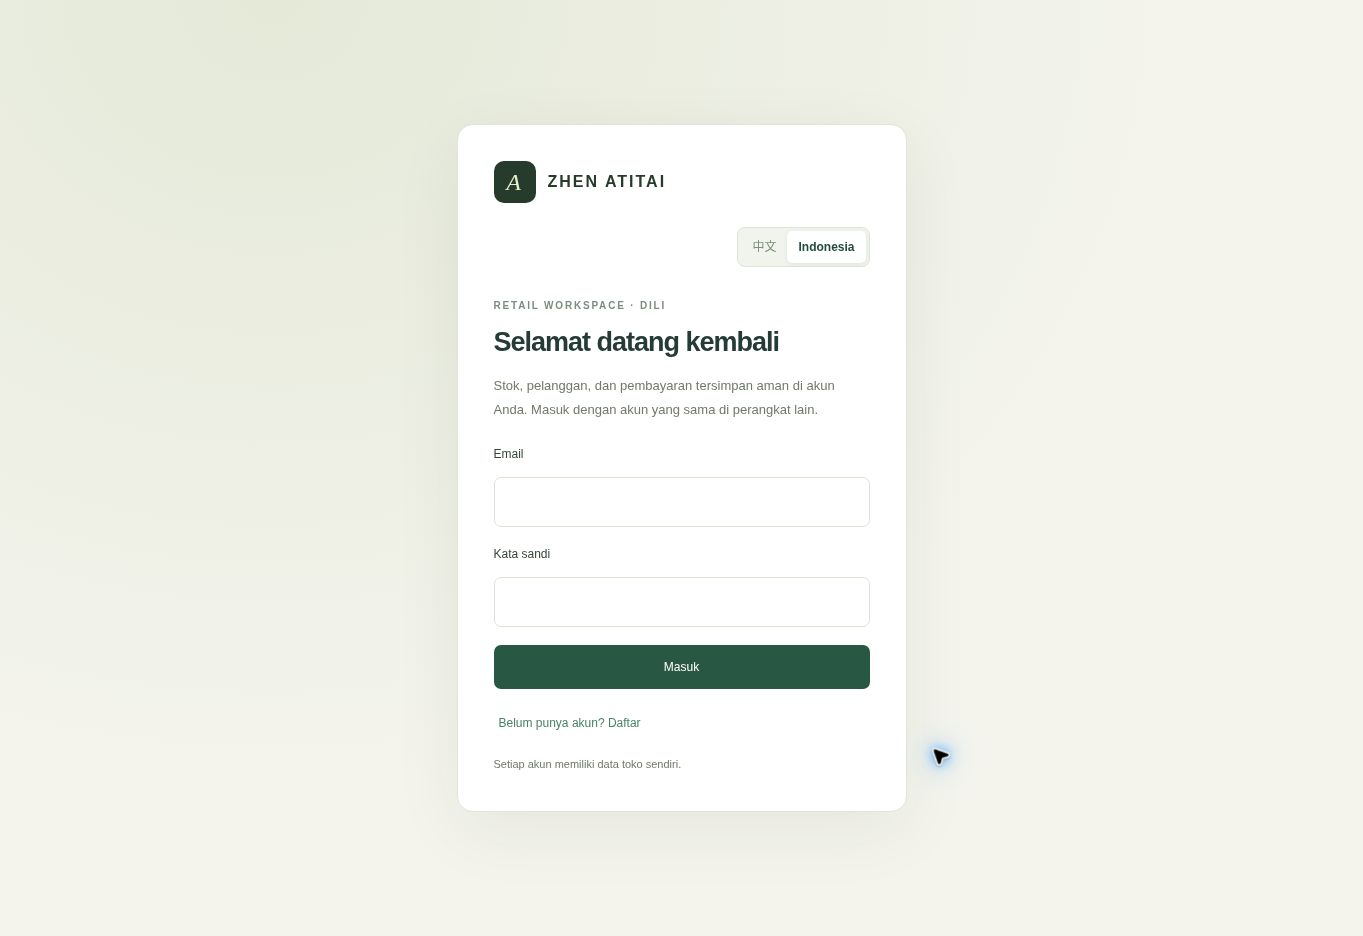 A
ZHEN ATITAI
中文
Indonesia
RETAIL WORKSPACE · DILI
Selamat datang kembali
Stok, pelanggan, dan pembayaran tersimpan aman di akun
Anda. Masuk dengan akun yang sama di perangkat lain.
Email
Kata sandi
Masuk
Belum punya akun? Daftar
Setiap akun memiliki data toko sendiri.